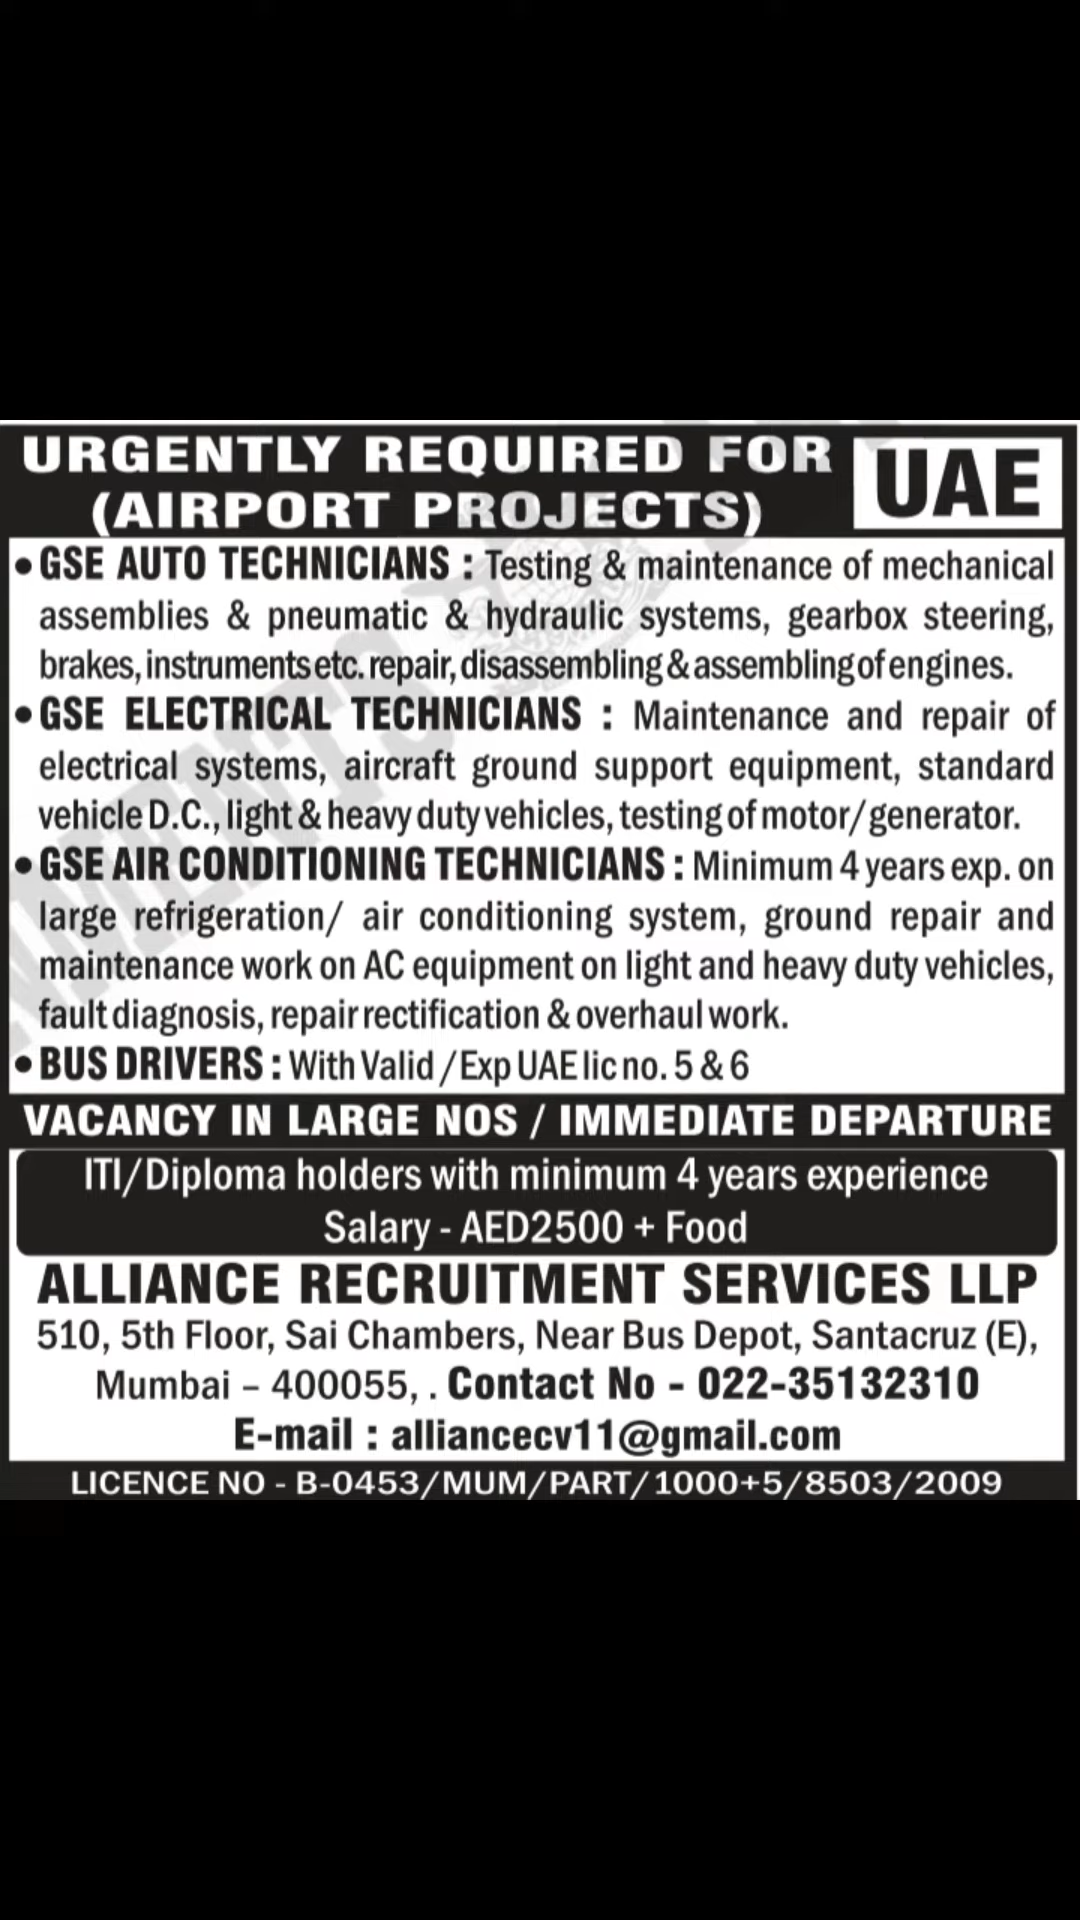 URGENTLY REQUIRED FOR
(AIRPORT PROJECTS)
UAE
• GSE AUTO TECHNICIANS : Testing & maintenance of mechanical
assemblies & pneumatic & hydraulic systems, gearbox steering,
brakes, instruments etc. repair, disassembling & assembling of engines.
• GSE ELECTRICAL TECHNICIANS : Maintenance and repair of
electrical systems, aircraft ground support equipment, standard
vehicle D.C., light & heavy duty vehicles, testing of motor/generator.
• GSE AIR CONDITIONING TECHNICIANS : Minimum 4 years exp. on
large refrigeration/ air conditioning system, ground repair and
maintenance work on AC equipment on light and heavy duty vehicles,
fault diagnosis, repair rectification & overhaul work.
• BUS DRIVERS : With Valid /Exp UAE lic no. 5 & 6
VACANCY IN LARGE NOS / IMMEDIATE DEPARTURE
ITI/Diploma holders with minimum 4 years experience
Salary - AED2500 + Food
ALLIANCE RECRUITMENT SERVICES LLP
510, 5th Floor, Sai Chambers, Near Bus Depot, Santacruz (E),
Mumbai – 400055, . Contact No - 022-35132310
E-mail : alliancecv11@gmail.com
LICENCE NO - B-0453/MUM/PART/1000+5/8503/2009